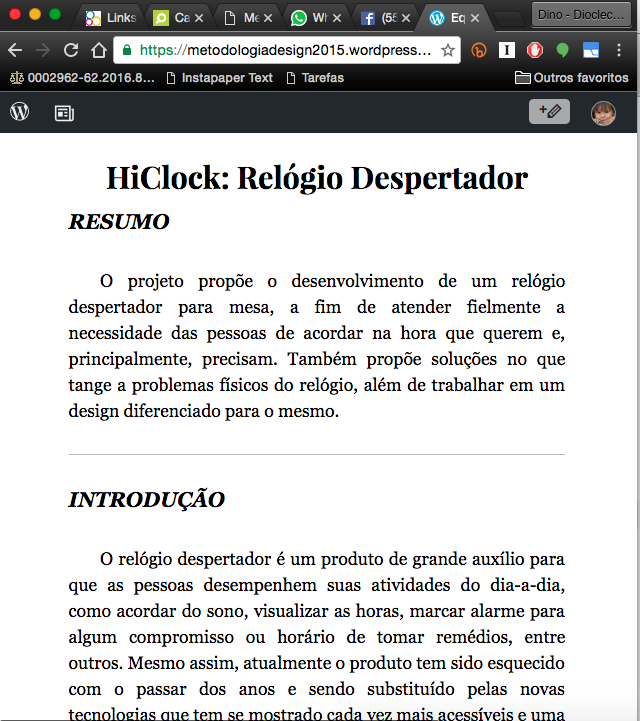 Links
Ca
Me
Wh
(55
Eq
Dino - Dioclec...
https://metodologiadesign2015.wordpress...
0002962-62.2016.8...
Instapaper Text
Tarefas
Outros favoritos
HiClock: Relógio Despertador
RESUMO
O projeto propõe o desenvolvimento de um relógio
despertador para mesa, a fim de atender fielmente a
necessidade das pessoas de acordar na hora que querem e,
principalmente, precisam. Também propõe soluções no que
tange a problemas físicos do relógio, além de trabalhar em um
design diferenciado para o mesmo.
INTRODUÇÃO
O relógio despertador é um produto de grande auxílio para
que as pessoas desempenhem suas atividades do dia-a-dia,
como acordar do sono, visualizar as horas, marcar alarme para
algum compromisso ou horário de tomar remédios, entre
outros. Mesmo assim, atualmente o produto tem sido esquecido
com o passar dos anos e sendo substituído pelas novas
tecnologias que tem se mostrado cada vez mais acessíveis e uma